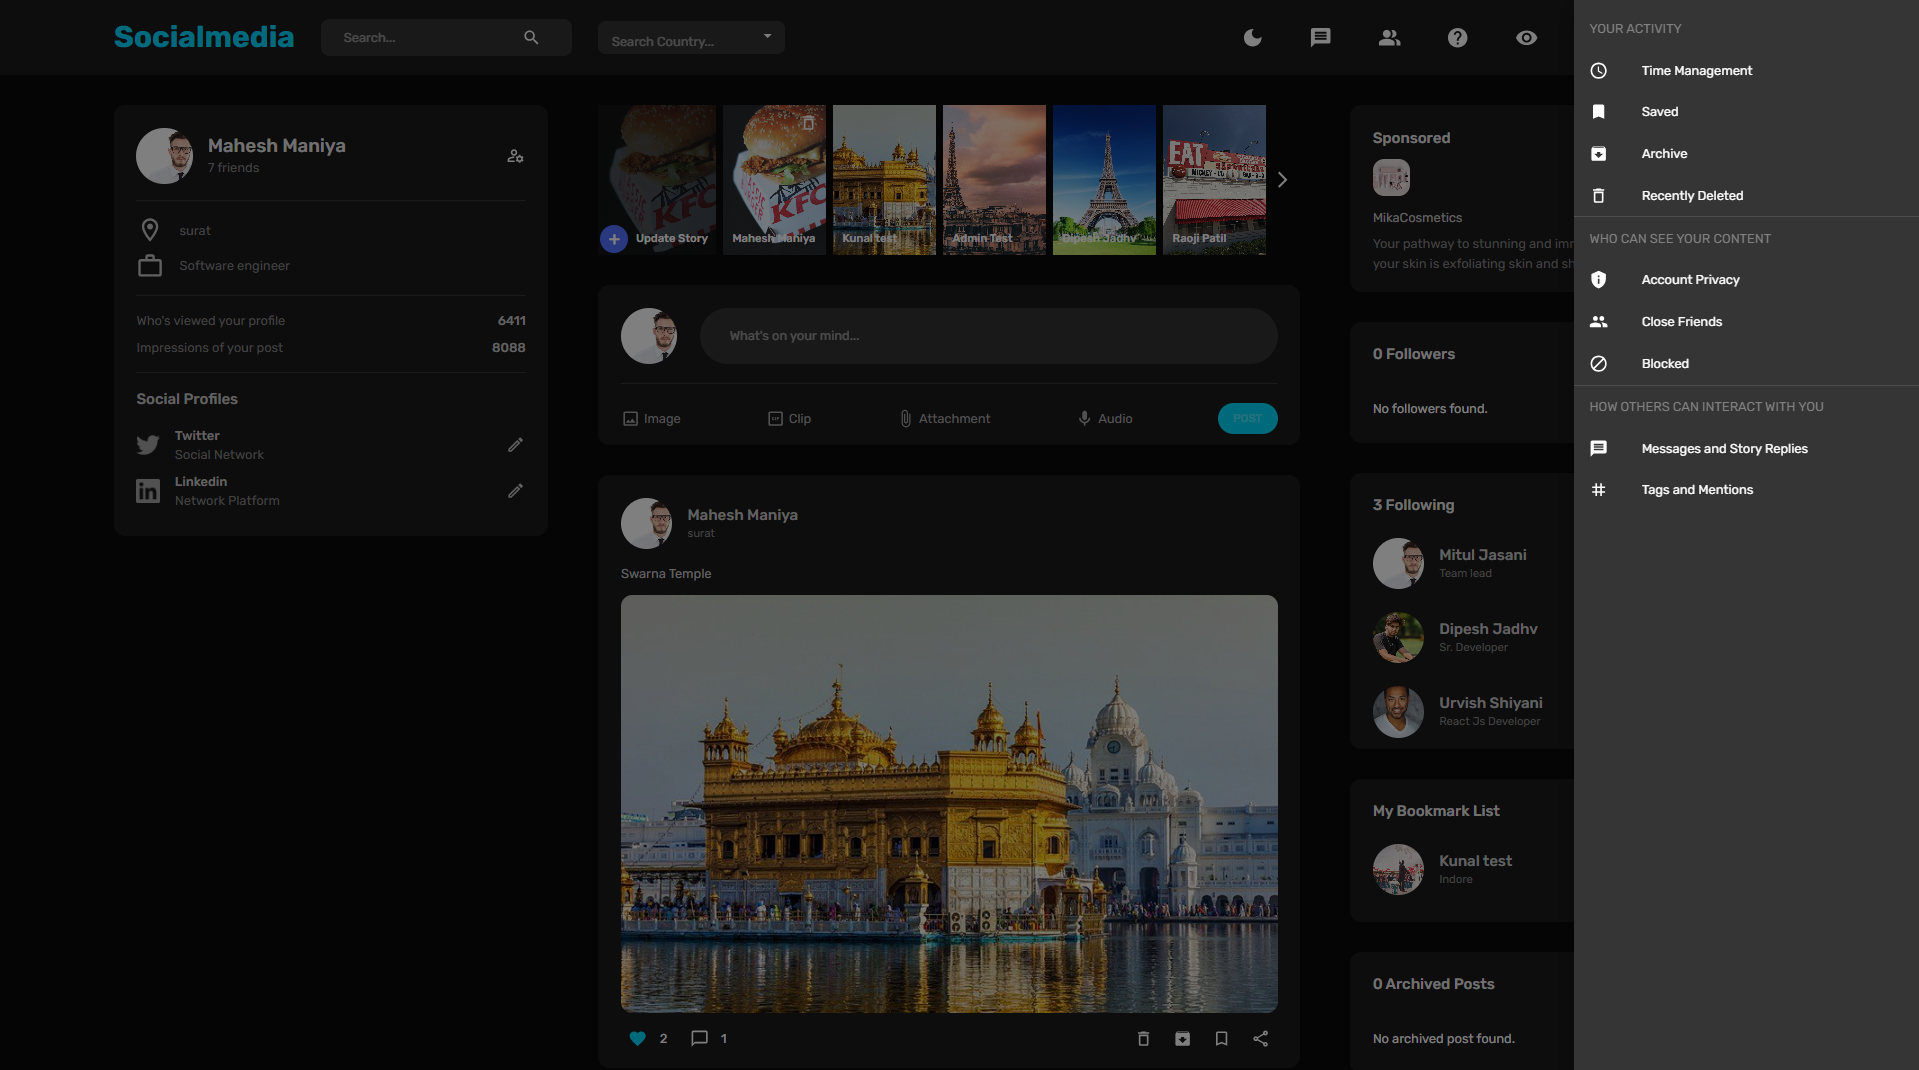 Socialmedia
Search...
Search Country...
Mahesh Maniya
7 friends
surat
Software engineer
Who's viewed your profile 6411
Impressions of your post 8088
Social Profiles
Twitter
Social Network
Linkedin
Network Platform
KFC
KFC
EAT
Update Story
Mahesh Maniya
Kunal test
Admin Test
Dipesh Jadhv
Raoji Patil
What's on your mind...
Image
Clip
Attachment
Audio
POST
Mahesh Maniya
surat
Swarna Temple
2
1
Sponsored
MikaCosmetics
Your pathway to stunning and
your skin is exfoliating skin and
0 Followers
No followers found.
3 Following
Mitul Jasani
Team lead
Dipesh Jadhv
Sr. Developer
Urvish Shiyani
React Js Developer
My Bookmark List
Kunal test
Indore
0 Archived Posts
No archived post found.
YOUR ACTIVITY
Time Management
Saved
Archive
Recently Deleted
WHO CAN SEE YOUR CONTENT
Account Privacy
Close Friends
Blocked
HOW OTHERS CAN INTERACT WITH YOU
Messages and Story Replies
Tags and Mentions